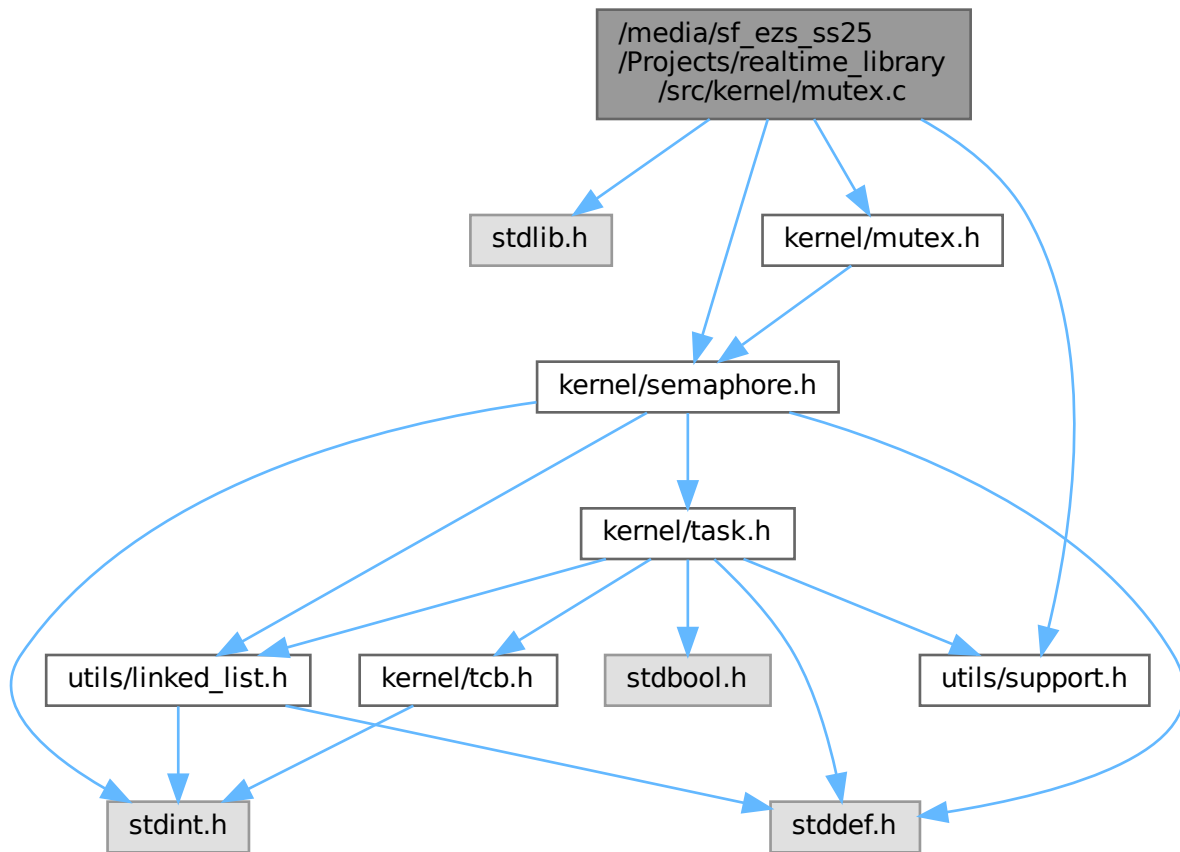 /media/sf_ezs_ss25
/Projects/realtime_library
/src/kernel/mutex.c
stdlib.h
kernel/mutex.h
kernel/semaphore.h
kernel/task.h
utils/linked_list.h
kernel/tcb.h
stdbool.h
utils/support.h
stdint.h
stddef.h